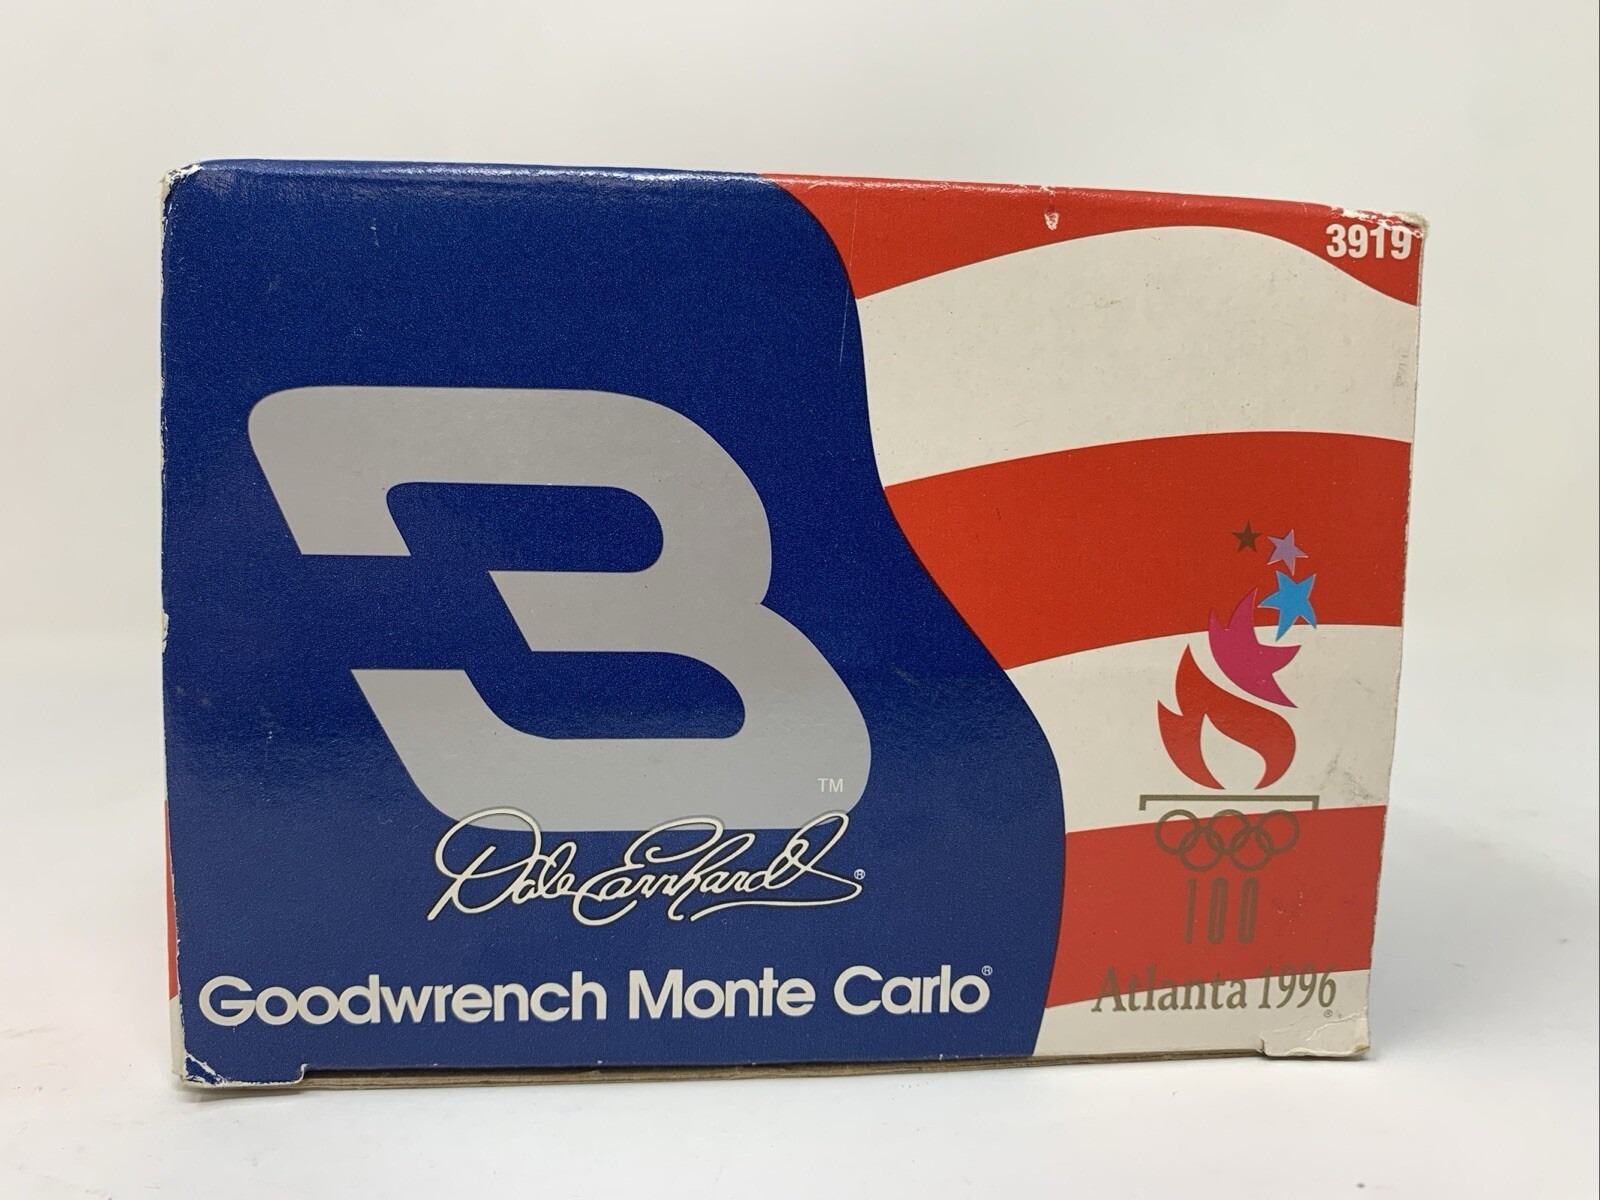 3919
3
TM
Dale Earnhardt®
Goodwrench Monte Carlo®
100
Atlanta 1996®